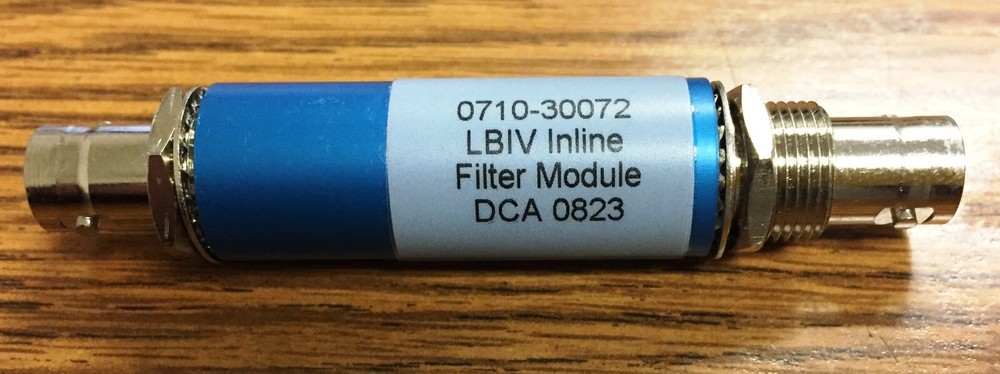 0710-30072
LBIV Inline
Filter Module
DCA 0823